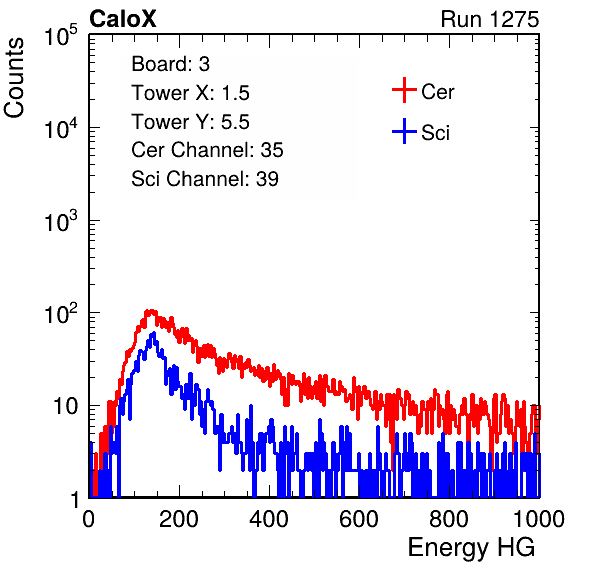 CaloX Run 1275
Counts
Board: 3
Tower X: 1.5
Tower Y: 5.5
Cer Channel: 35
Sci Channel: 39
Cer
Sci
10^5
10^4
10^3
10^2
10
1
0 200 400 600 800 1000
Energy HG